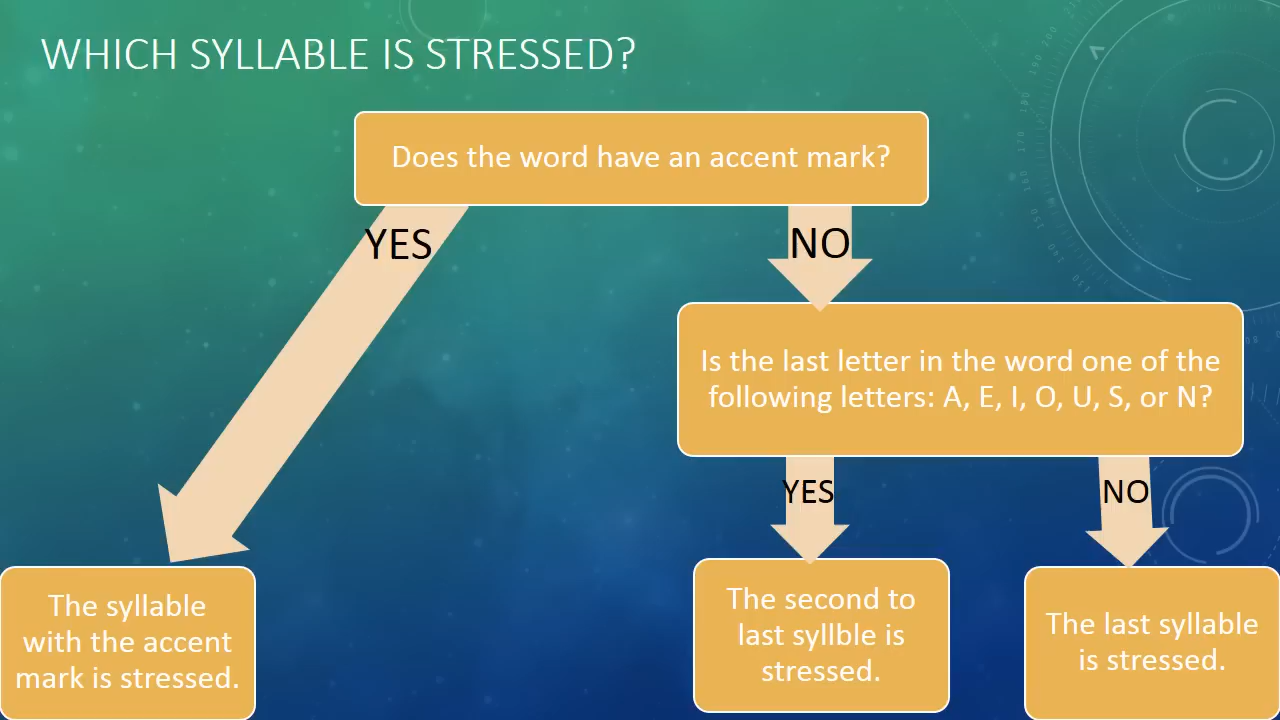 WHICH SYLLABLE IS STRESSED?
Does the word have an accent mark?
YES
NO
Is the last letter in the word one of the
following letters: A, E, I, O, U, S, or N?
YES
NO
The syllable
with the accent
mark is stressed.
The second to
last syllble is
stressed.
The last syllable
is stressed.